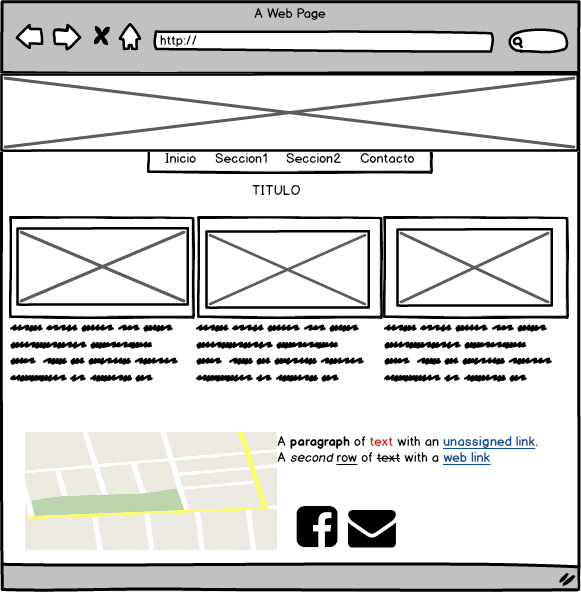 A Web Page
http://
Inicio Seccion1 Seccion2 Contacto
TITULO
A paragraph of text with an unassigned link.
A second row of text with a web link